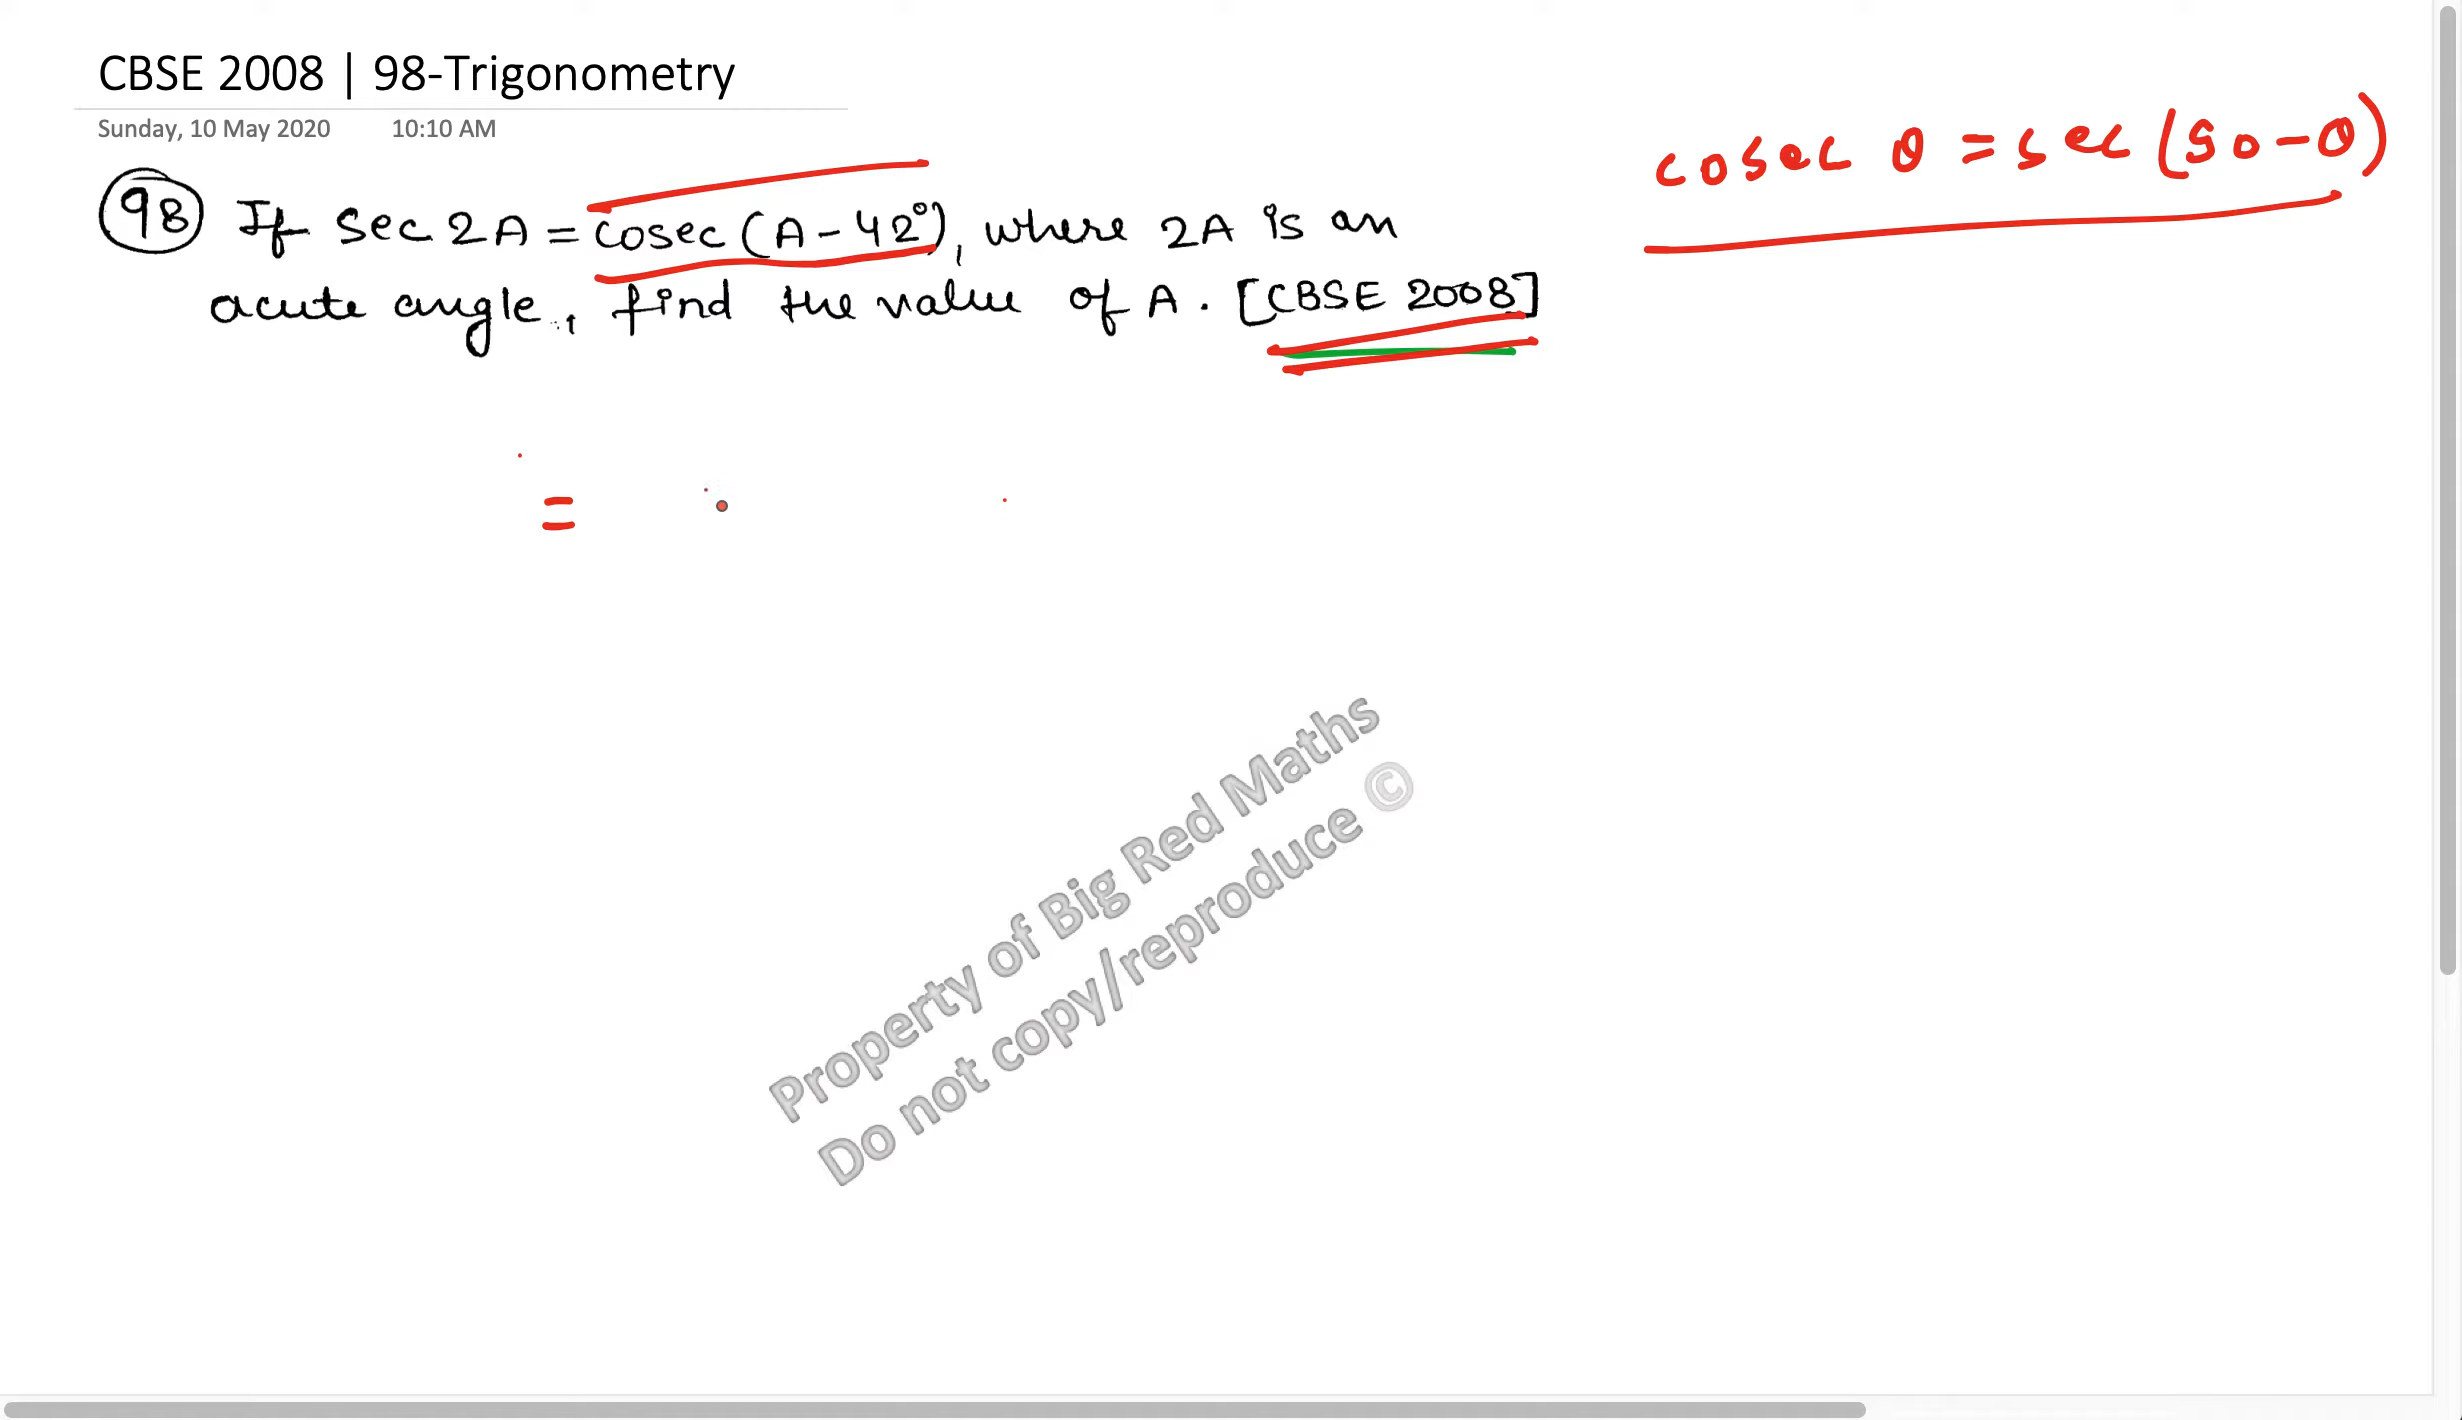 CBSE 2008 | 98-Trigonometry
Sunday, 10 May 2020 10:10 AM
cosec θ = sec (90-θ)
98 If sec 2A = cosec (A - 42°), where 2A is an
acute angle, find the value of A. [CBSE 2008]
=
Property of Big Red Maths
Do not copy/reproduce ©